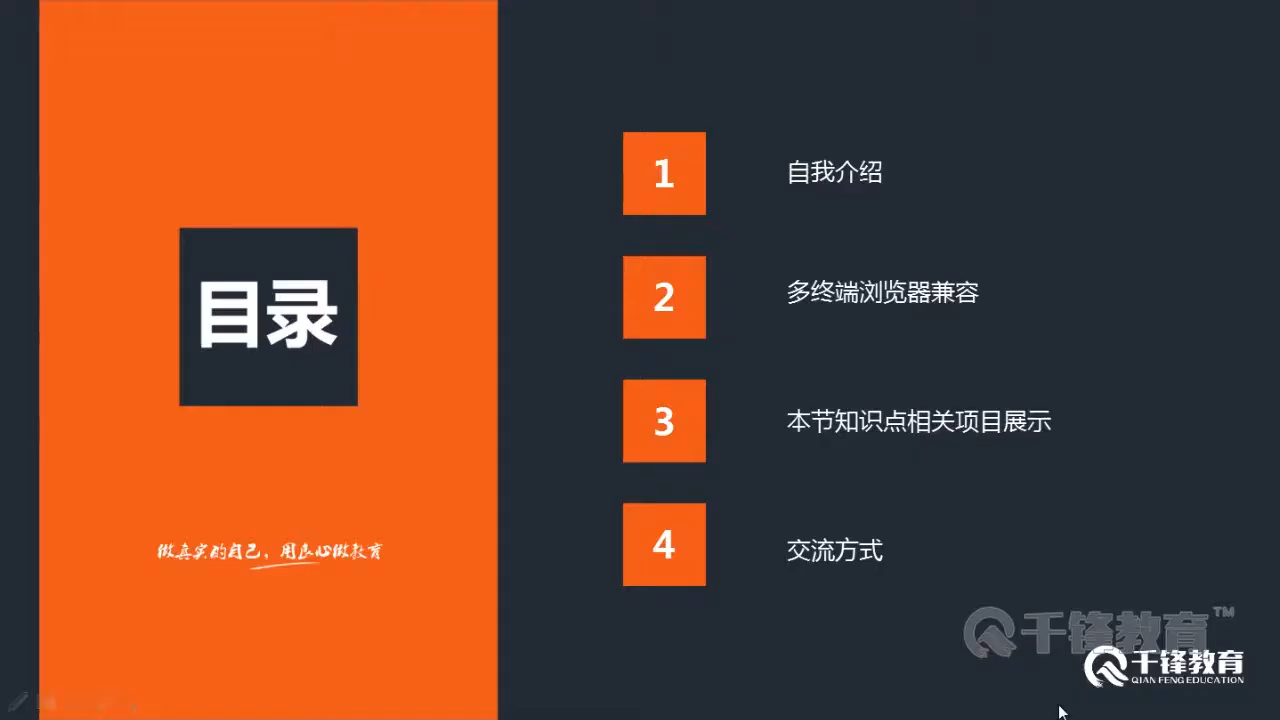 目录
做真实的自己，用良心做教育
1
自我介绍
2
多终端浏览器兼容
3
本节知识点相关项目展示
4
交流方式
千锋教育™
千锋教育
QIAN FENG EDUCATION